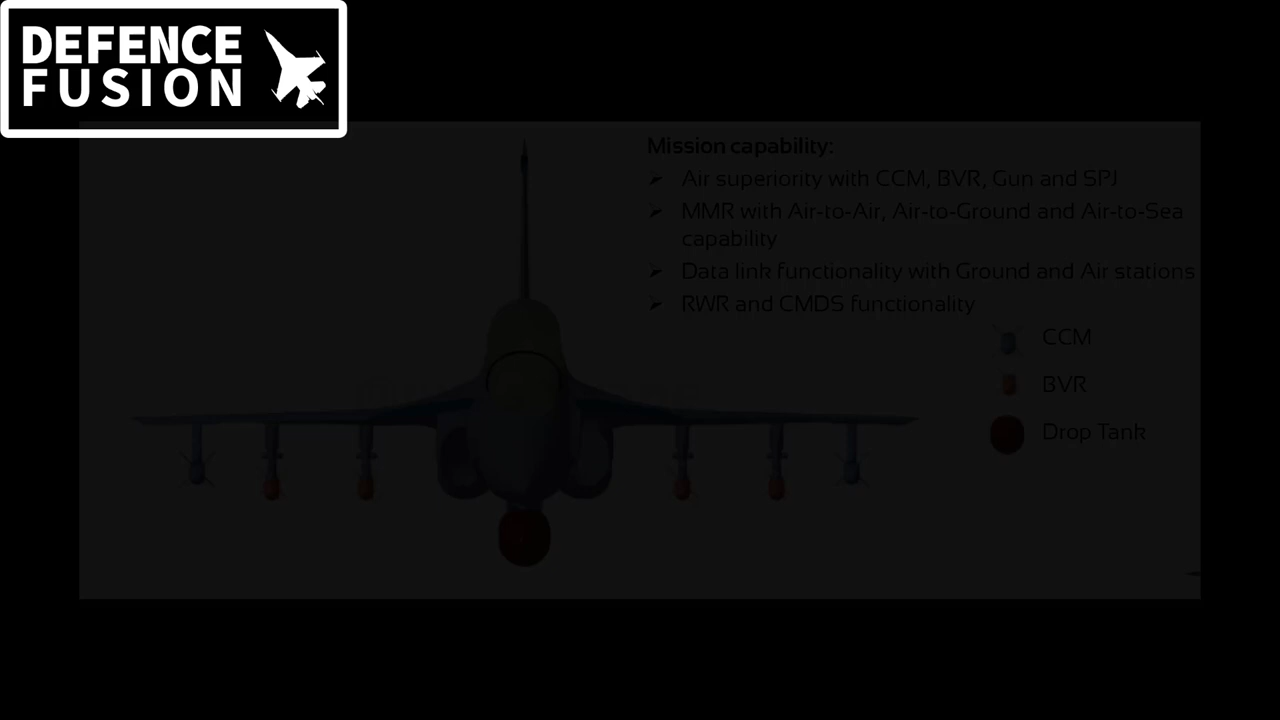 DEFENCE
FUSION
Mission capability:
➢ Air superiority with CCM, BVR, Gun and SPJ
➢ MMR with Air-to-Air, Air-to-Ground and Air-to-Sea
capability
➢ Data link functionality with Ground and Air stations
➢ RWR and CMDS functionality
CCM
BVR
Drop Tank